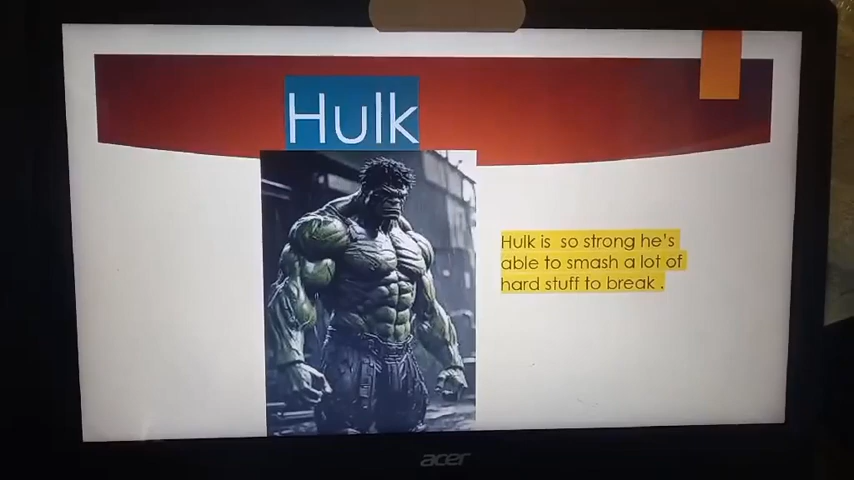 Hulk
Hulk is so strong he's
able to smash a lot of
hard stuff to break .
acer